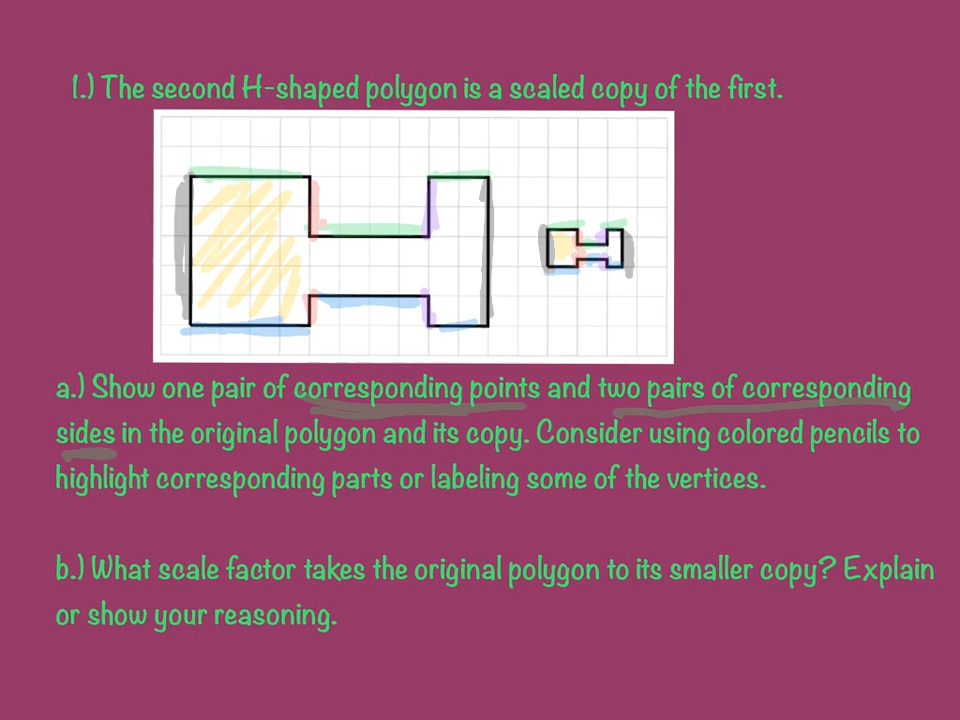 1.) The second H-shaped polygon is a scaled copy of the first.
a.) Show one pair of corresponding points and two pairs of corresponding
sides in the original polygon and its copy. Consider using colored pencils to
highlight corresponding parts or labeling some of the vertices.
b.) What scale factor takes the original polygon to its smaller copy? Explain
or show your reasoning.